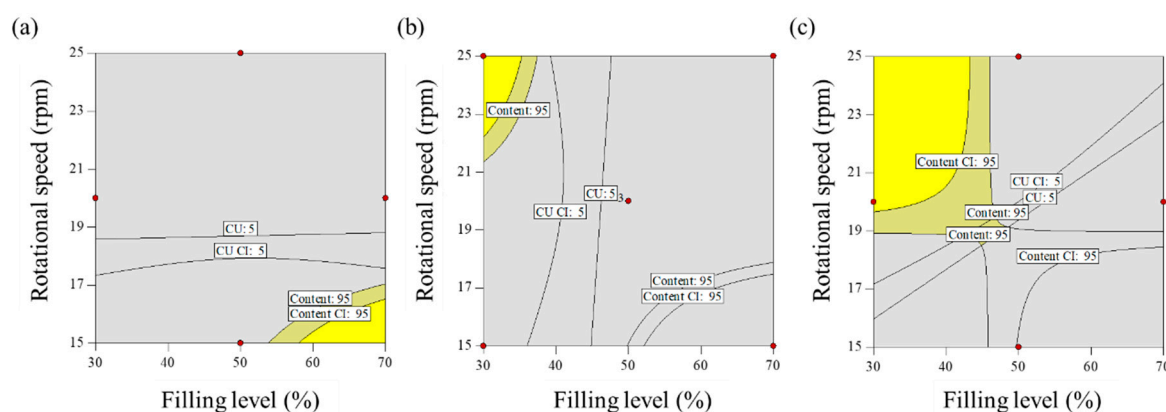 (a)
(b)
(c)
Rotational speed (rpm)
25
23
21
19
17
15
CU: 5
CU CI: 5
Content: 95
Content CI: 95
30
40
50
60
70
Filling level (%)
Rotational speed (rpm)
25
23
21
19
17
15
Content: 95
CU: 5
3
CU CI: 5
Content: 95
Content CI: 95
30
40
50
60
70
Filling level (%)
Rotational speed (rpm)
25
23
21
19
17
15
Content CI: 95
CU CI: 5
CU: 5
Content: 95
Content: 95
Content CI: 95
30
40
50
60
70
Filling level (%)